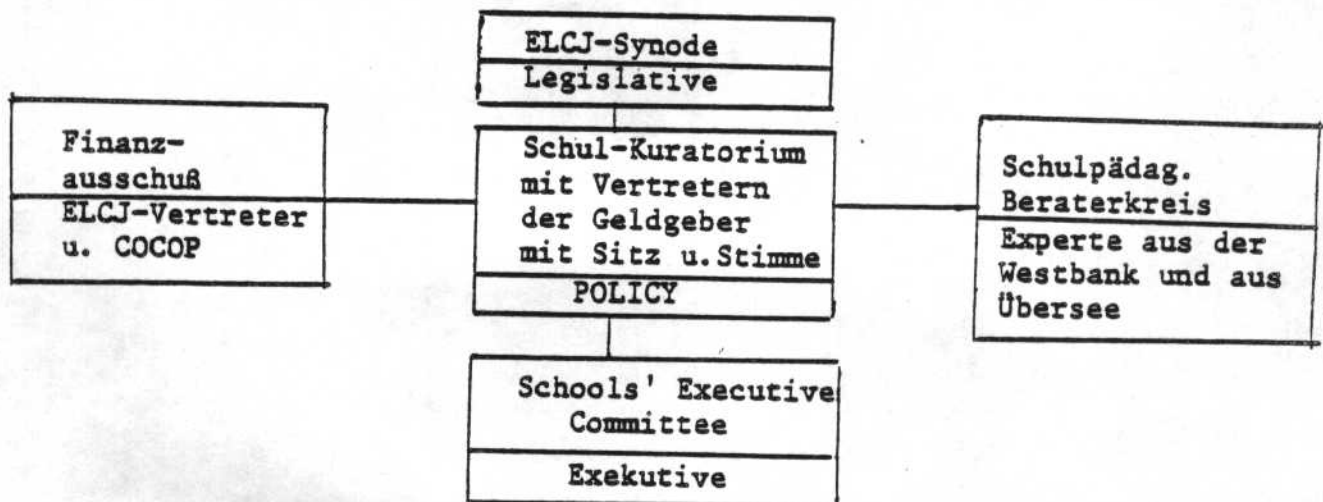 ELCJ-Synode
Legislative
Finanz-
ausschuß
ELCJ-Vertreter
u. COCOP
Schul-Kuratorium
mit Vertretern
der Geldgeber
mit Sitz u.Stimme
POLICY
Schulpädag.
Beraterkreis
Experte aus der
Westbank und aus
Übersee
Schools' Executive
Committee
Exekutive